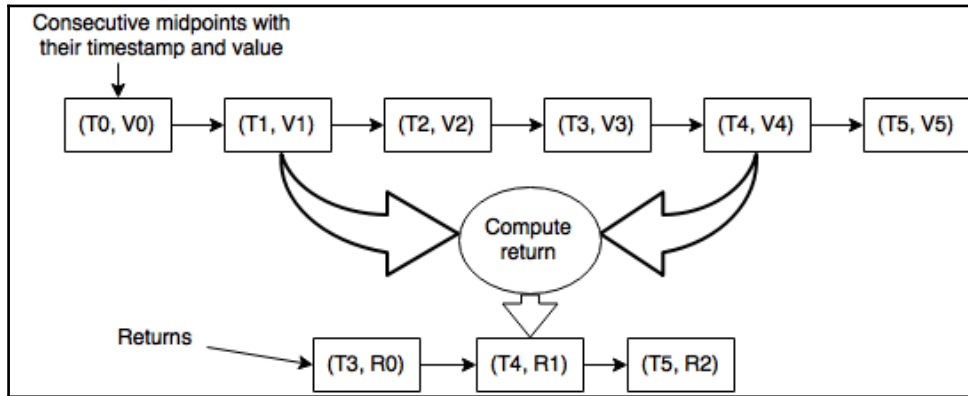 Consecutive midpoints with
their timestamp and value
(T0, V0)
(T1, V1)
(T2, V2)
(T3, V3)
(T4, V4)
(T5, V5)
Compute
return
Returns
(T3, R0)
(T4, R1)
(T5, R2)